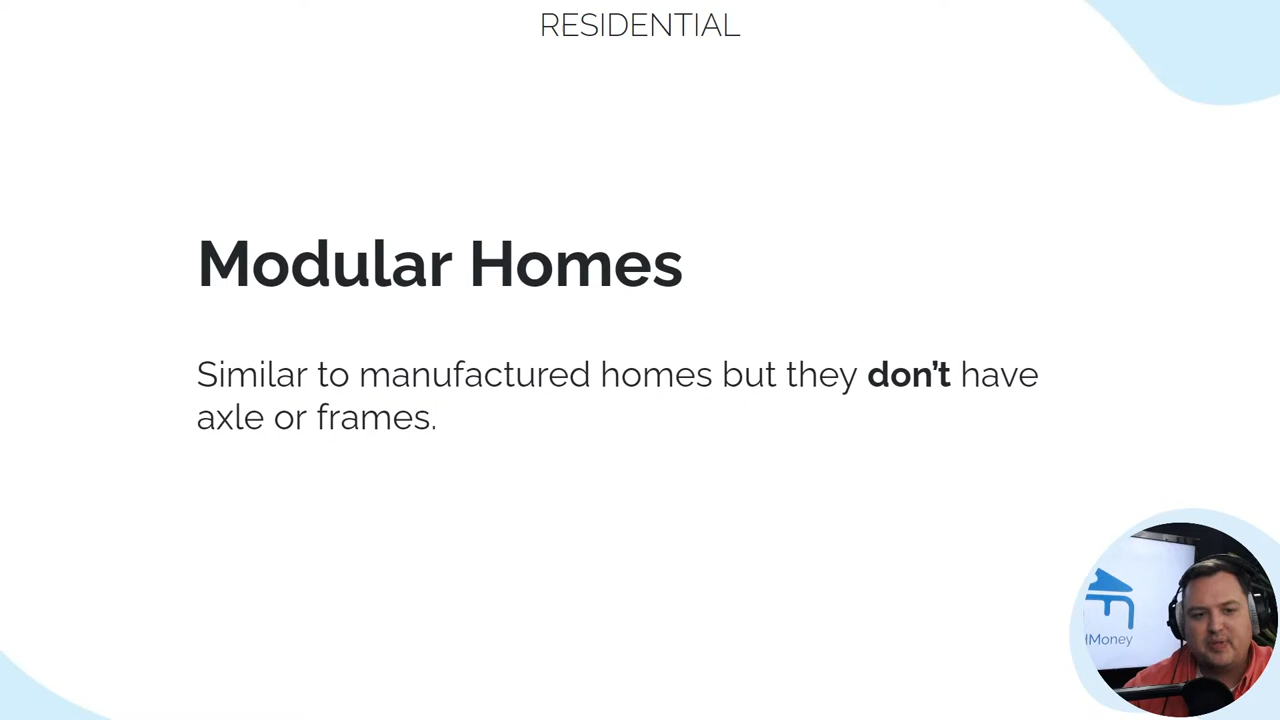 RESIDENTIAL
Modular Homes
Similar to manufactured homes but they don’t have
axle or frames.
Money